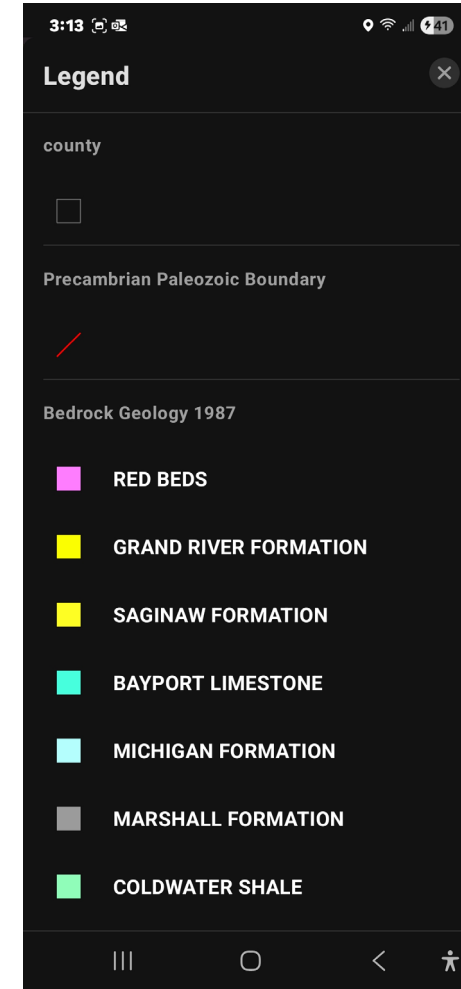 3:13
41
Legend
county
Precambrian Paleozoic Boundary
Bedrock Geology 1987
RED BEDS
GRAND RIVER FORMATION
SAGINAW FORMATION
BAYPORT LIMESTONE
MICHIGAN FORMATION
MARSHALL FORMATION
COLDWATER SHALE